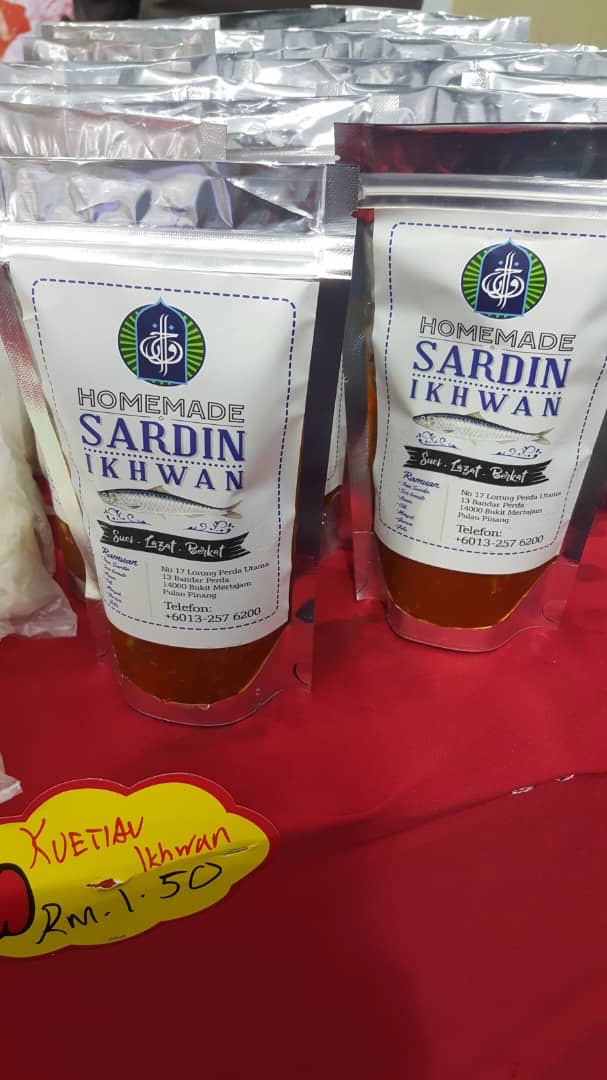 HOMEMADE
SARDIN
IKHWAN
Suci . Lazat . Berkat
Ramuan
No 17 Lorong Perda Utama
13 Bandar Perda
14000 Bukit Mertajam
Pulau Pinang
Telefon:
+6013-257 6200
HOMEMADE
SARDIN
IKHWAN
Suci . Lazat . Berkat
Ramuan
No 17 Lorong Perda Utama
13 Bandar Perda
14000 Bukit Mertajam
Pulau Pinang
Telefon:
+6013-257 6200
KUETIAU
Ikhwan
RM. 1.50